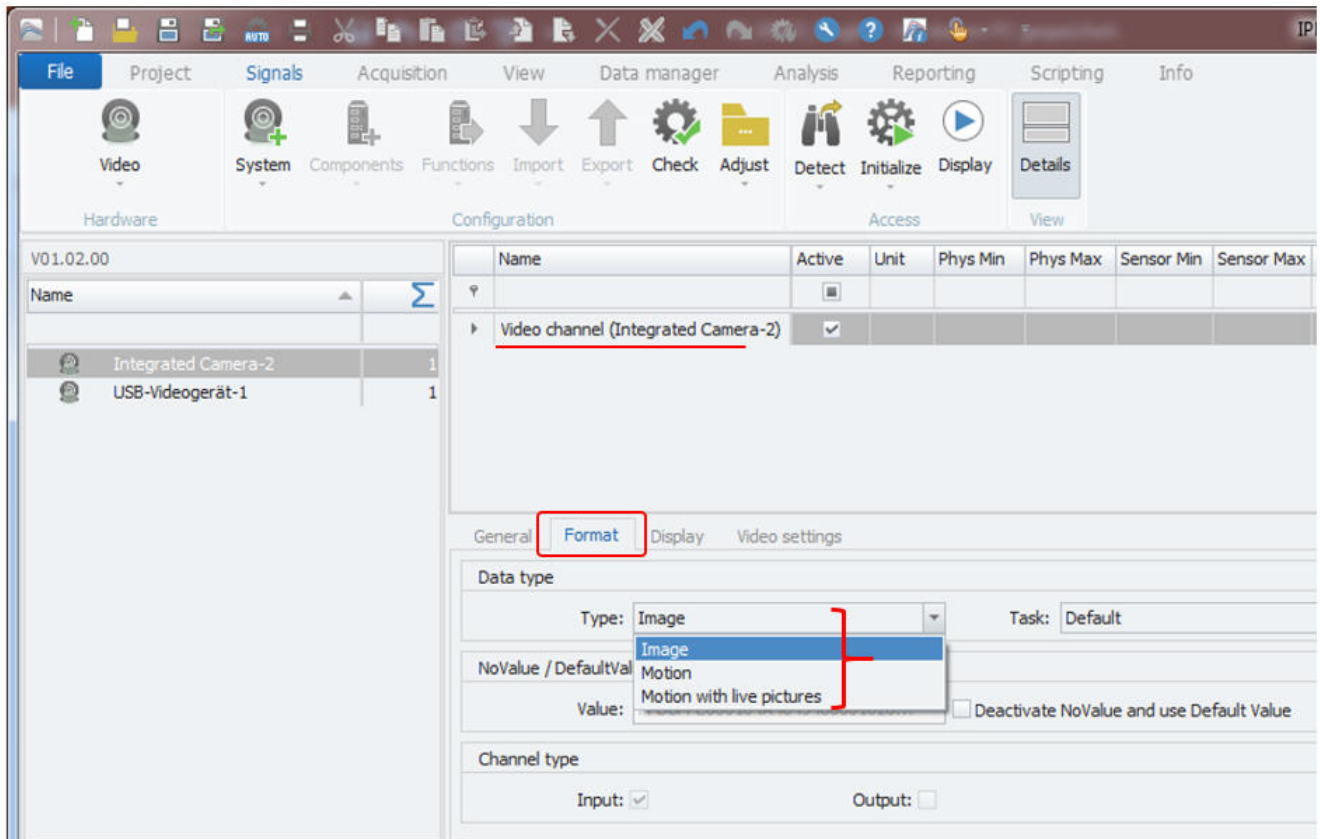 AUTO
IP
File Project Signals Acquisition View Data manager Analysis Reporting Scripting Info
Video System Components Functions Import Export Check Adjust Detect Initialize Display Details
Hardware Configuration Access View
V01.02.00
Name Active Unit Phys Min Phys Max Sensor Min Sensor Max
Name Σ
Video channel (Integrated Camera-2)
Integrated Camera-2 1
USB-Videogerät-1 1
General Format Display Video settings
Data type
Type: Image Task: Default
Image
NoValue / DefaultVal
Motion
Motion with live pictures
Value: Deactivate NoValue and use Default Value
Channel type
Input: Output: